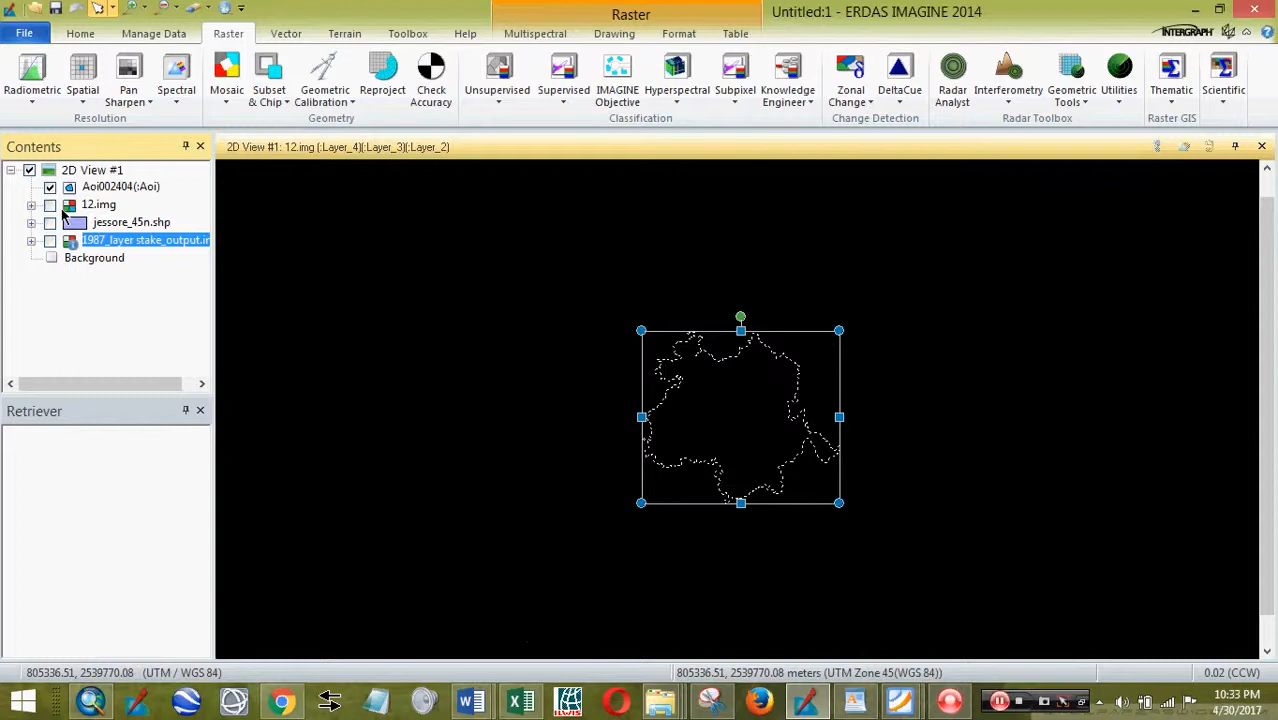 Raster
Untitled:1 - ERDAS IMAGINE 2014
File
Home
Manage Data
Raster
Vector
Terrain
Toolbox
Help
Multispectral
Drawing
Format
Table
INTERGRAPH
Radiometric
Spatial
Pan
Sharpen
Spectral
Mosaic
Subset
& Chip
Geometric
Calibration
Reproject
Check
Accuracy
Unsupervised
Supervised
IMAGINE
Objective
Hyperspectral
Subpixel
Knowledge
Engineer
Zonal
Change
DeltaCue
Radar
Analyst
Interferometry
Geometric
Tools
Utilities
Thematic
Scientific
Resolution
Geometry
Classification
Change Detection
Radar Toolbox
Raster GIS
Contents
2D View #1: 12.img (:Layer_4)(:Layer_3)(:Layer_2)
2D View #1
Aoi002404(:Aoi)
12.img
jessore_45n.shp
1987_layer stake_output.ir
Background
Retriever
805336.51, 2539770.08 (UTM / WGS 84)
805336.51, 2539770.08 meters (UTM Zone 45(WGS 84))
0.02 (CCW)
ILWIS
10:33 PM
4/30/2017